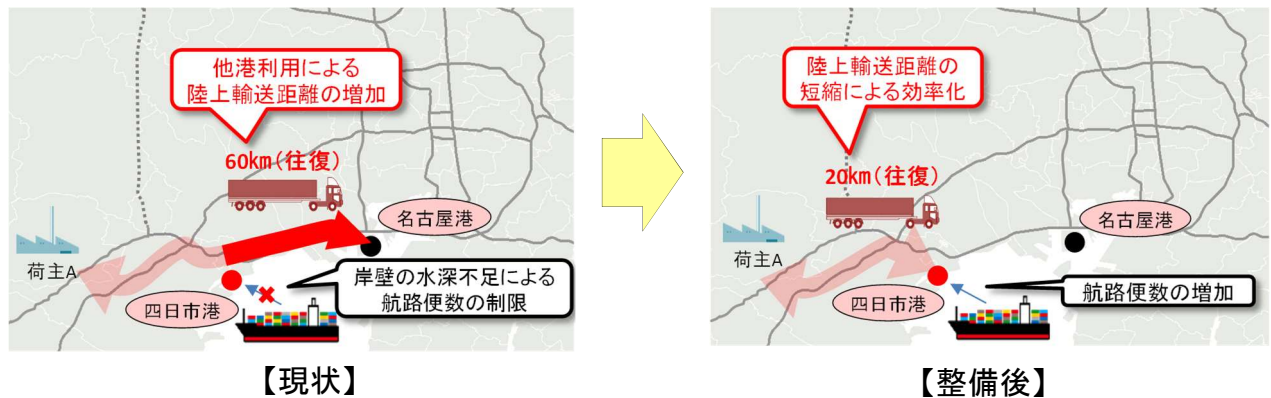 他港利用による
陸上輸送距離の増加
60km(往復)
名古屋港
荷主A
岸壁の水深不足による
航路便数の制限
四日市港
【現状】
陸上輸送距離の
短縮による効率化
20km(往復)
名古屋港
荷主A
四日市港
航路便数の増加
【整備後】